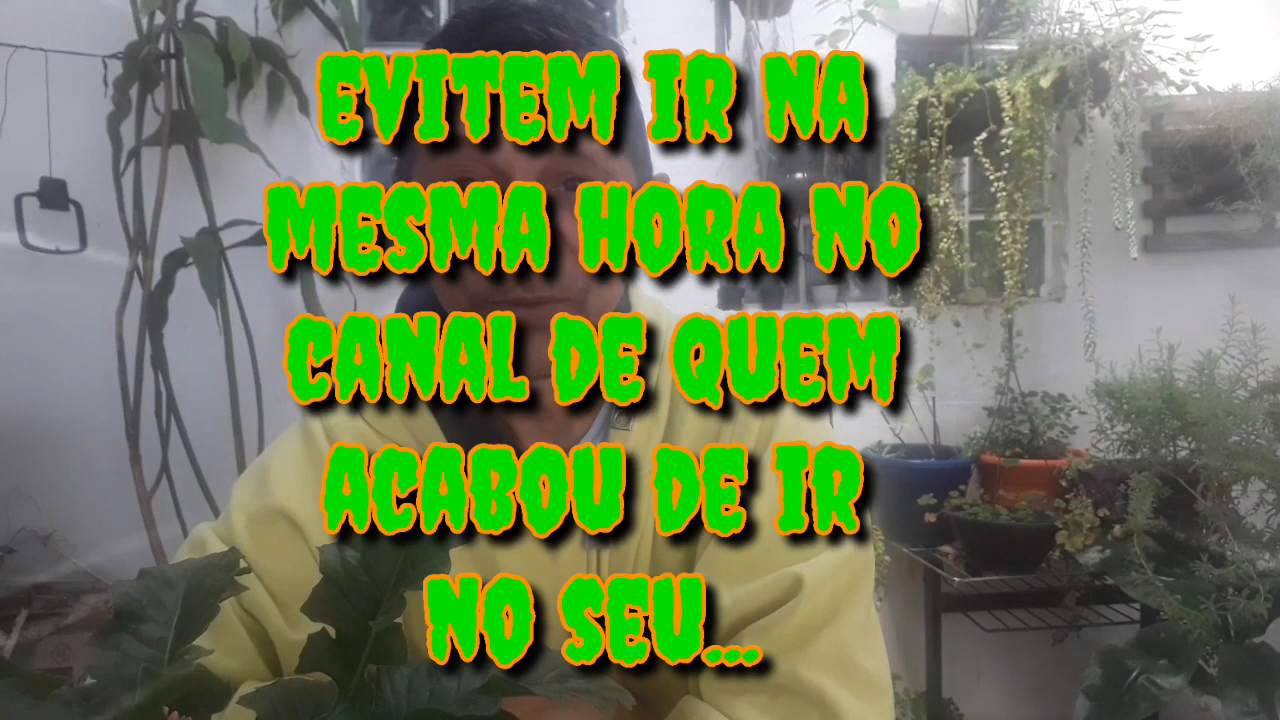 EVITEM IR NA
MESMA HORA NO
CANAL DE QUEM
ACABOU DE IR
NO SEU...